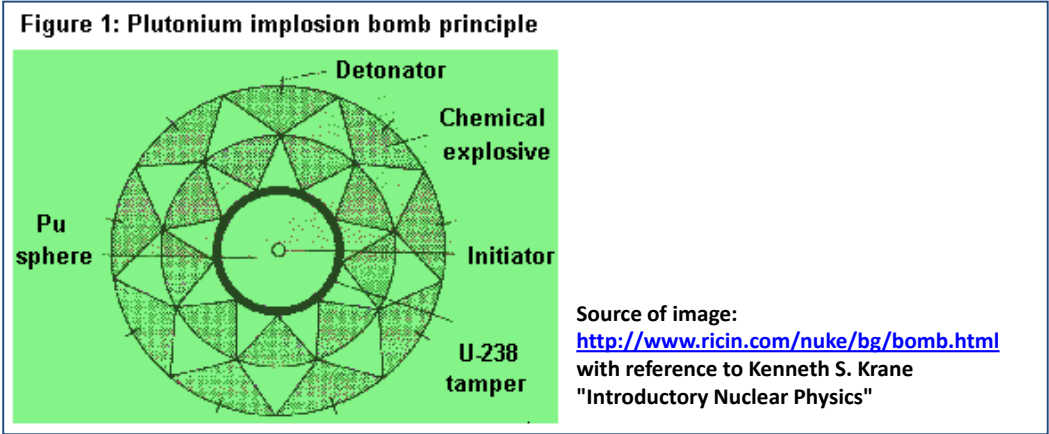 Figure 1: Plutonium implosion bomb principle
Detonator
Chemical
explosive
Pu
sphere
Initiator
U-238
tamper
Source of image:
http://www.ricin.com/nuke/bg/bomb.html
with reference to Kenneth S. Krane
"Introductory Nuclear Physics"